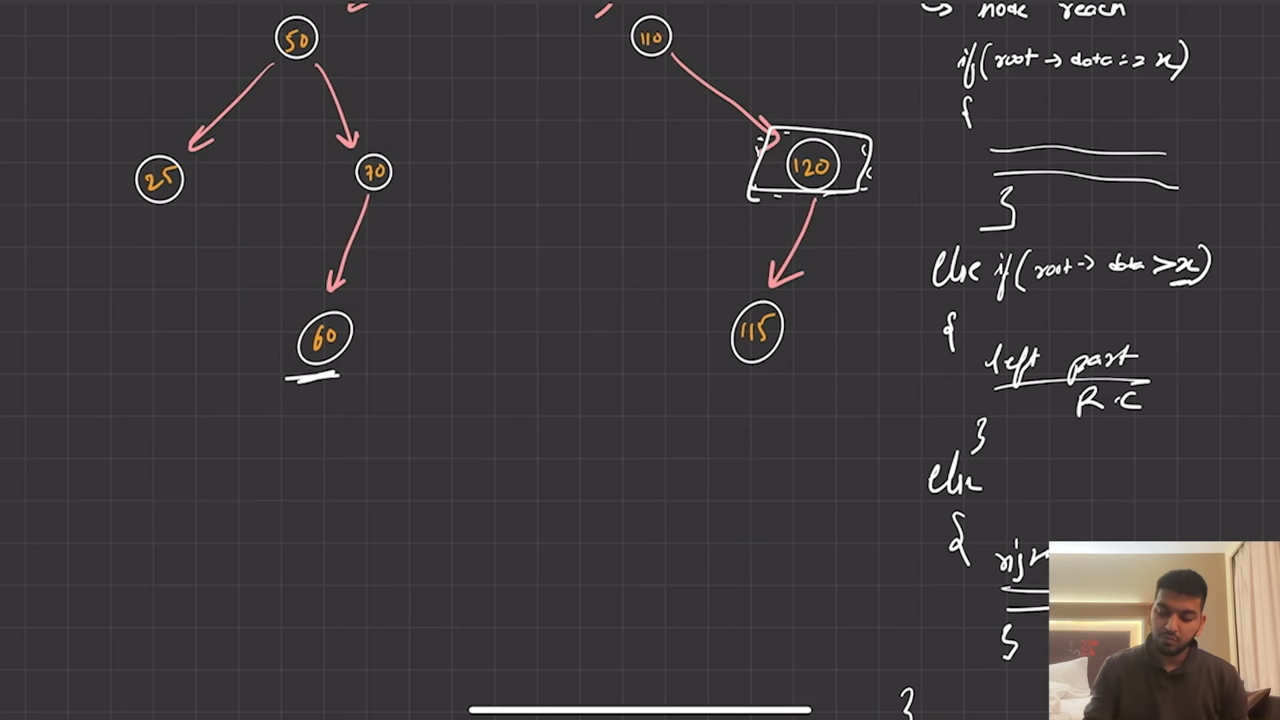 50
110
25
70
120
60
115
↳ node reach
if(root → data == x)
{
}
else if(root → data > x)
{
left part
R.C
}
else
{
}
}